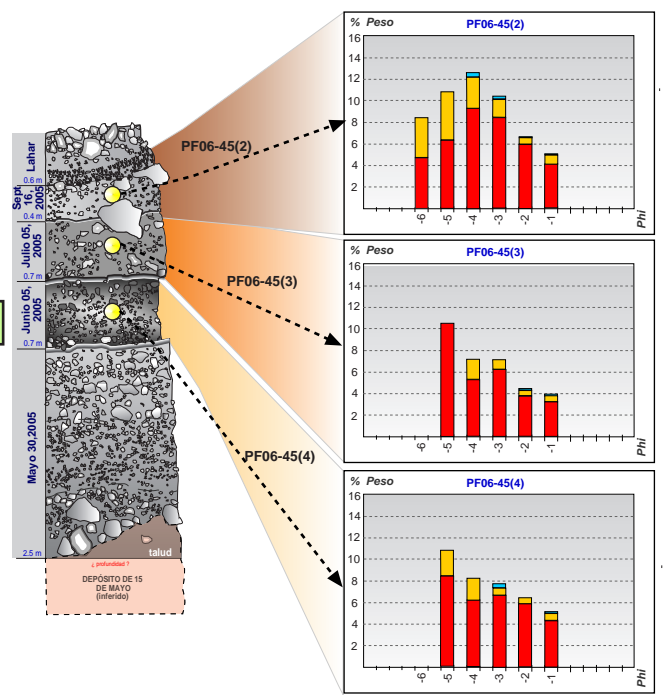 Lahar
0.6 m
Sept. 16, 2005
0.4 m
Julio 05, 2005
0.7 m
Junio 05, 2005
0.7 m
Mayo 30,2005
2.5 m
talud
¿ profundidad ?
DEPÓSITO DE 15
DE MAYO
(inferido)
PF06-45(2)
PF06-45(3)
PF06-45(4)
% Peso
PF06-45(2)
16
14
12
10
8
6
4
2
-6 -5 -4 -3 -2 -1
Phi
% Peso
PF06-45(3)
16
14
12
10
8
6
4
2
-6 -5 -4 -3 -2 -1
Phi
% Peso
PF06-45(4)
16
14
12
10
8
6
4
2
-6 -5 -4 -3 -2 -1
Phi